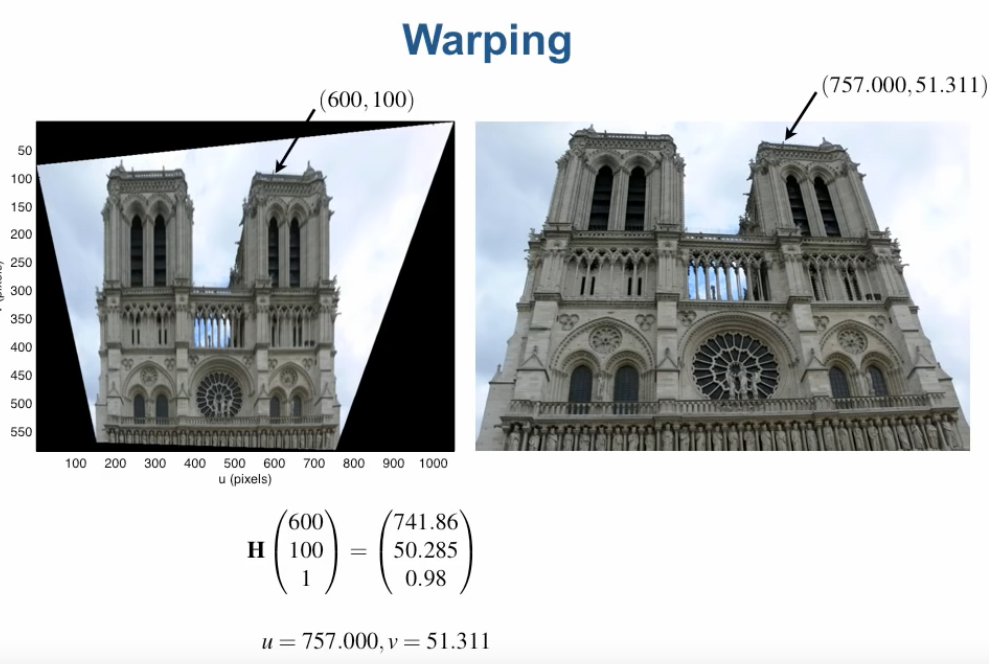 Warping
(600, 100)
(757.000, 51.311)
50
100
150
200
250
300
350
400
450
500
550
100 200 300 400 500 600 700 800 900 1000
u (pixels)
H (600 100 1) = (741.86 50.285 0.98)
u = 757.000, v = 51.311